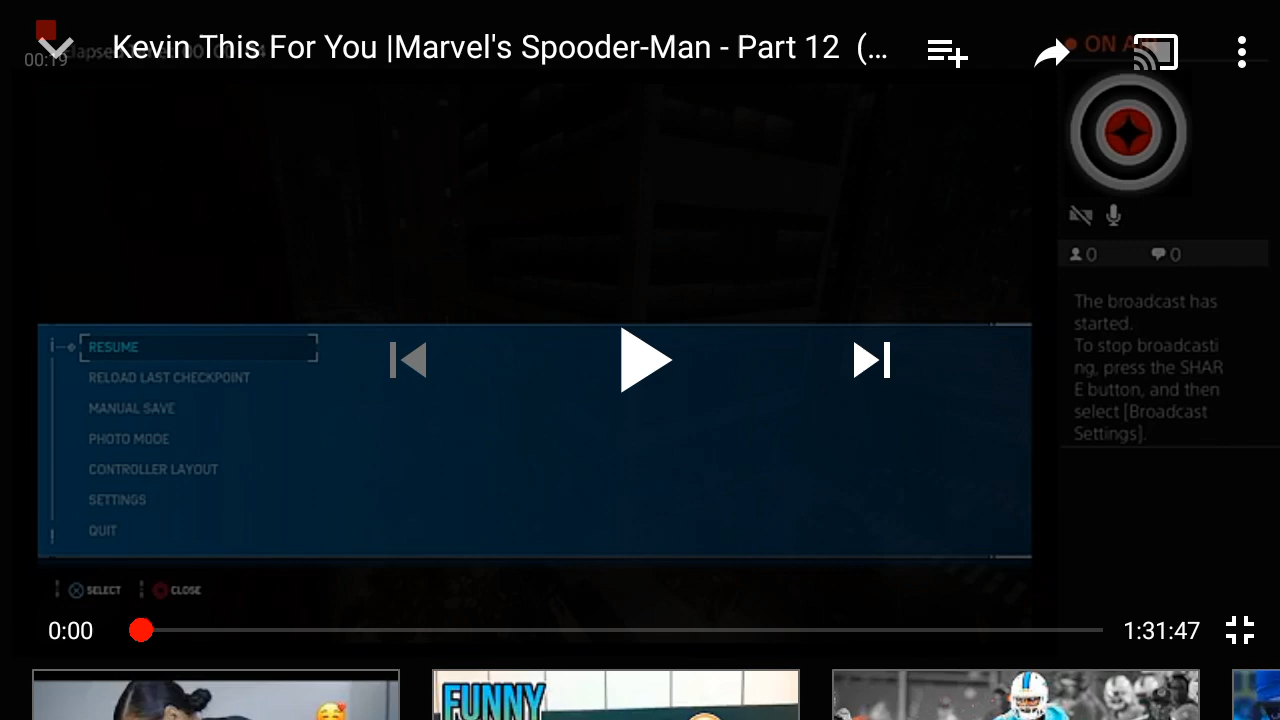 Kevin This For You |Marvel's Spooder-Man - Part 12 (...
00:19
ON A
0
0
The broadcast has
started.
To stop broadcasti
ng, press the SHAR
E button, and then
select [Broadcast
Settings].
RESUME
RELOAD LAST CHECKPOINT
MANUAL SAVE
PHOTO MODE
CONTROLLER LAYOUT
SETTINGS
QUIT
SELECT
CLOSE
0:00
1:31:47
FUNNY